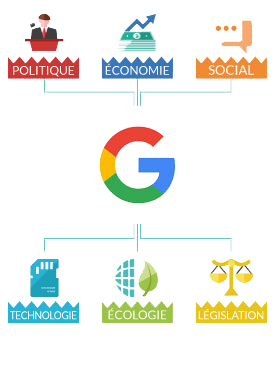 POLITIQUE
ÉCONOMIE
SOCIAL
TECHNOLOGIE
ÉCOLOGIE
LÉGISLATION